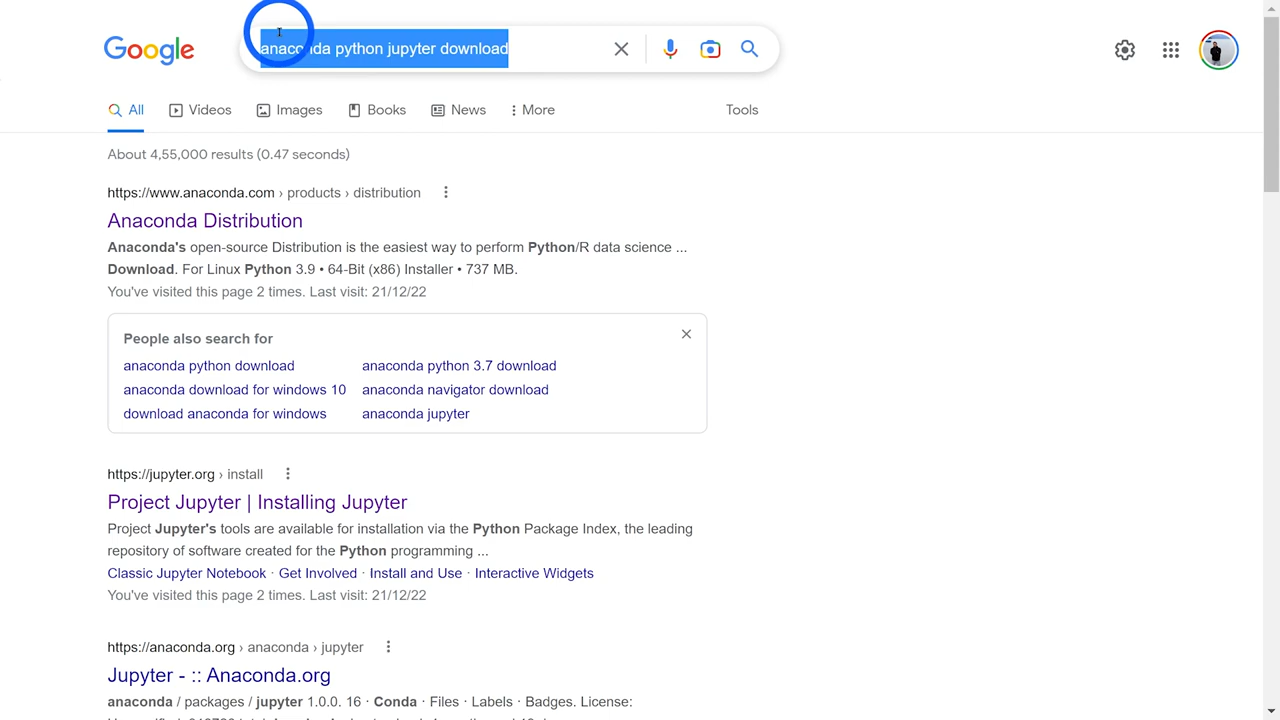 Google
anaconda python jupyter download
All
Videos
Images
Books
News
More
Tools
About 4,55,000 results (0.47 seconds)
https://www.anaconda.com › products › distribution
Anaconda Distribution
Anaconda's open-source Distribution is the easiest way to perform Python/R data science ...
Download. For Linux Python 3.9 • 64-Bit (x86) Installer • 737 MB.
You've visited this page 2 times. Last visit: 21/12/22
People also search for
anaconda python download
anaconda python 3.7 download
anaconda download for windows 10
anaconda navigator download
download anaconda for windows
anaconda jupyter
https://jupyter.org › install
Project Jupyter | Installing Jupyter
Project Jupyter's tools are available for installation via the Python Package Index, the leading
repository of software created for the Python programming ...
Classic Jupyter Notebook · Get Involved · Install and Use · Interactive Widgets
You've visited this page 2 times. Last visit: 21/12/22
https://anaconda.org › anaconda › jupyter
Jupyter - :: Anaconda.org
anaconda / packages / jupyter 1.0.0. 16 · Conda · Files · Labels · Badges. License: